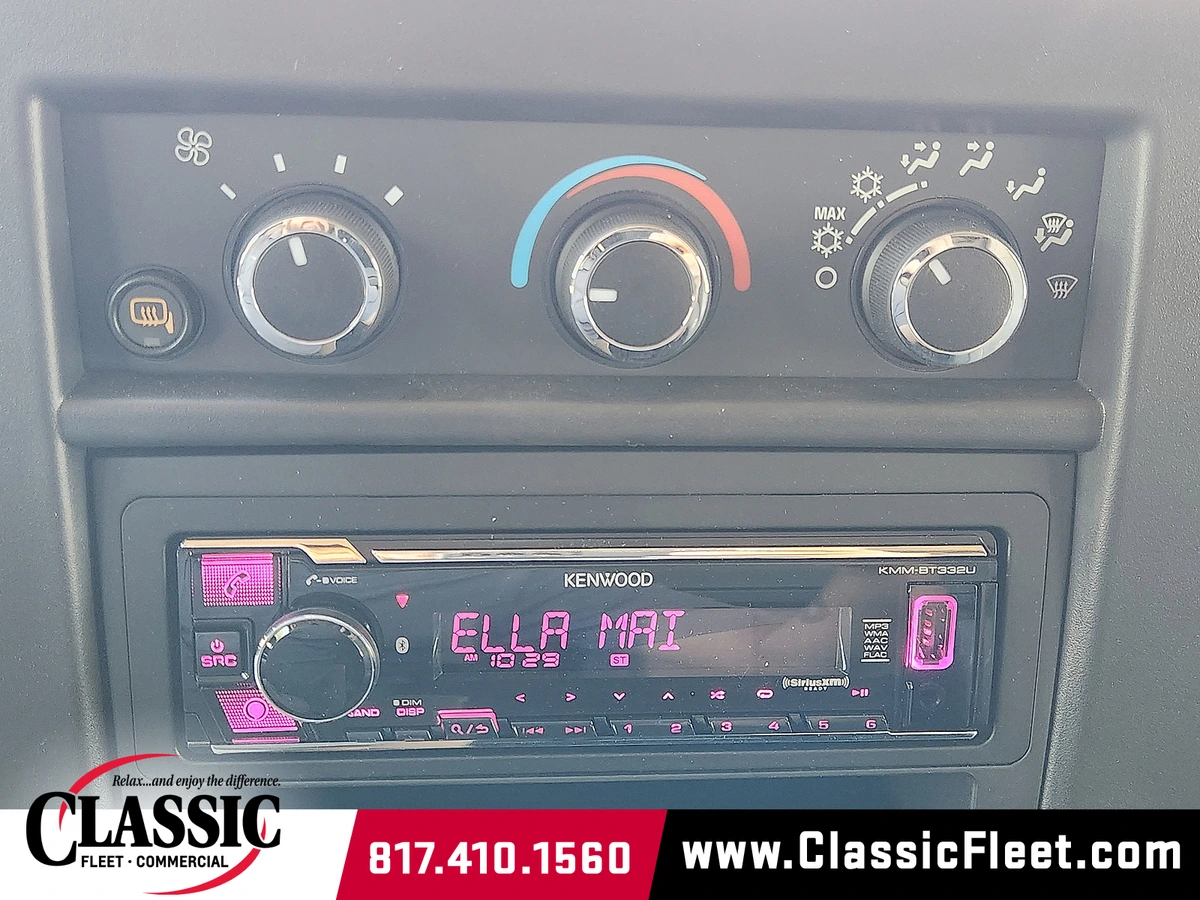 MAX
KENWOOD
KMM-BT332U
VOICE
ELLA MAI
AM 10:29 ST
SRC
MP3
WMA
AAC
WAV
FLAC
((SiriusXM))
READY
DIM
DISP
1 2 3 4 5 6
Relax...and enjoy the difference.
CLASSIC
FLEET · COMMERCIAL
817.410.1560
www.ClassicFleet.com